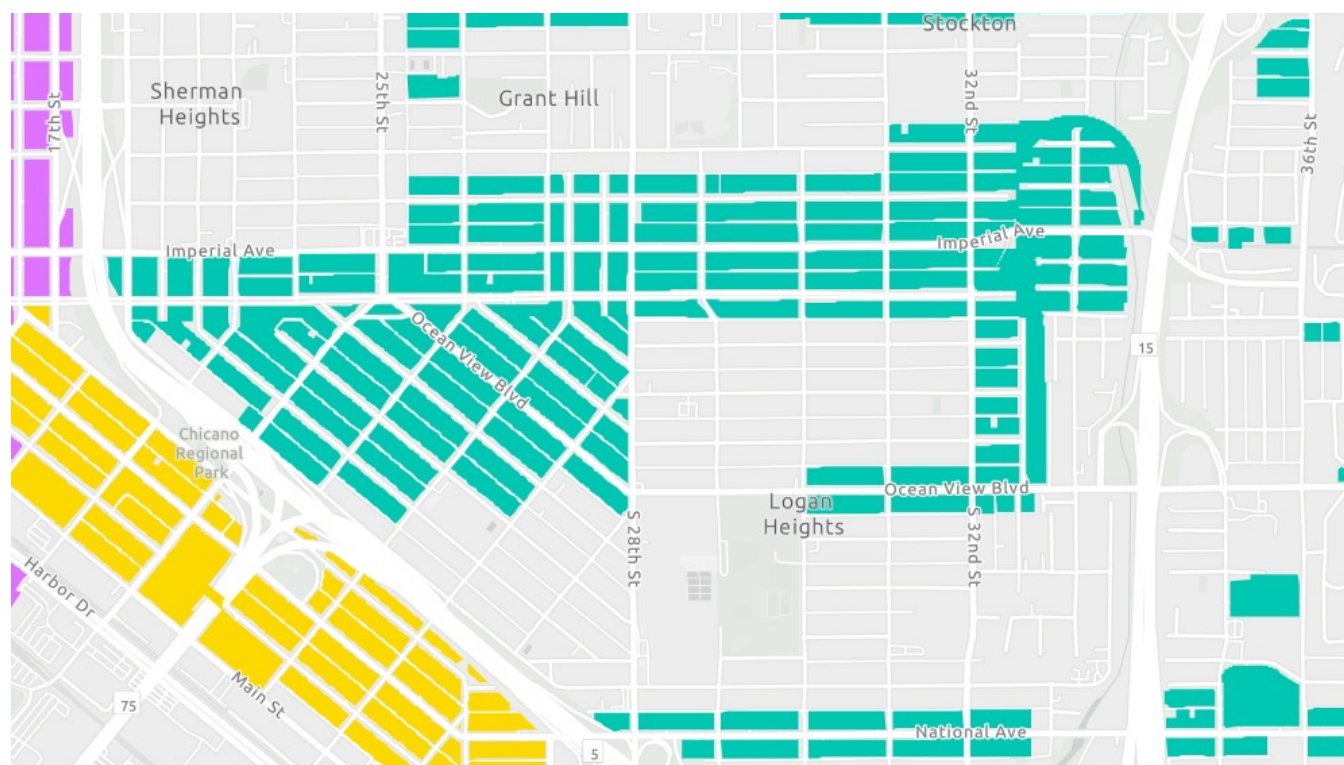 Stockton
Sherman
Heights
25th St
Grant Hill
32nd St
17th St
36th St
Imperial Ave
Imperial Ave
Ocean View Blvd
15
Chicano
Regional
Park
Ocean View Blvd
Logan
Heights
S 28th St
S 32nd St
Harbor Dr
Main St
75
National Ave
5